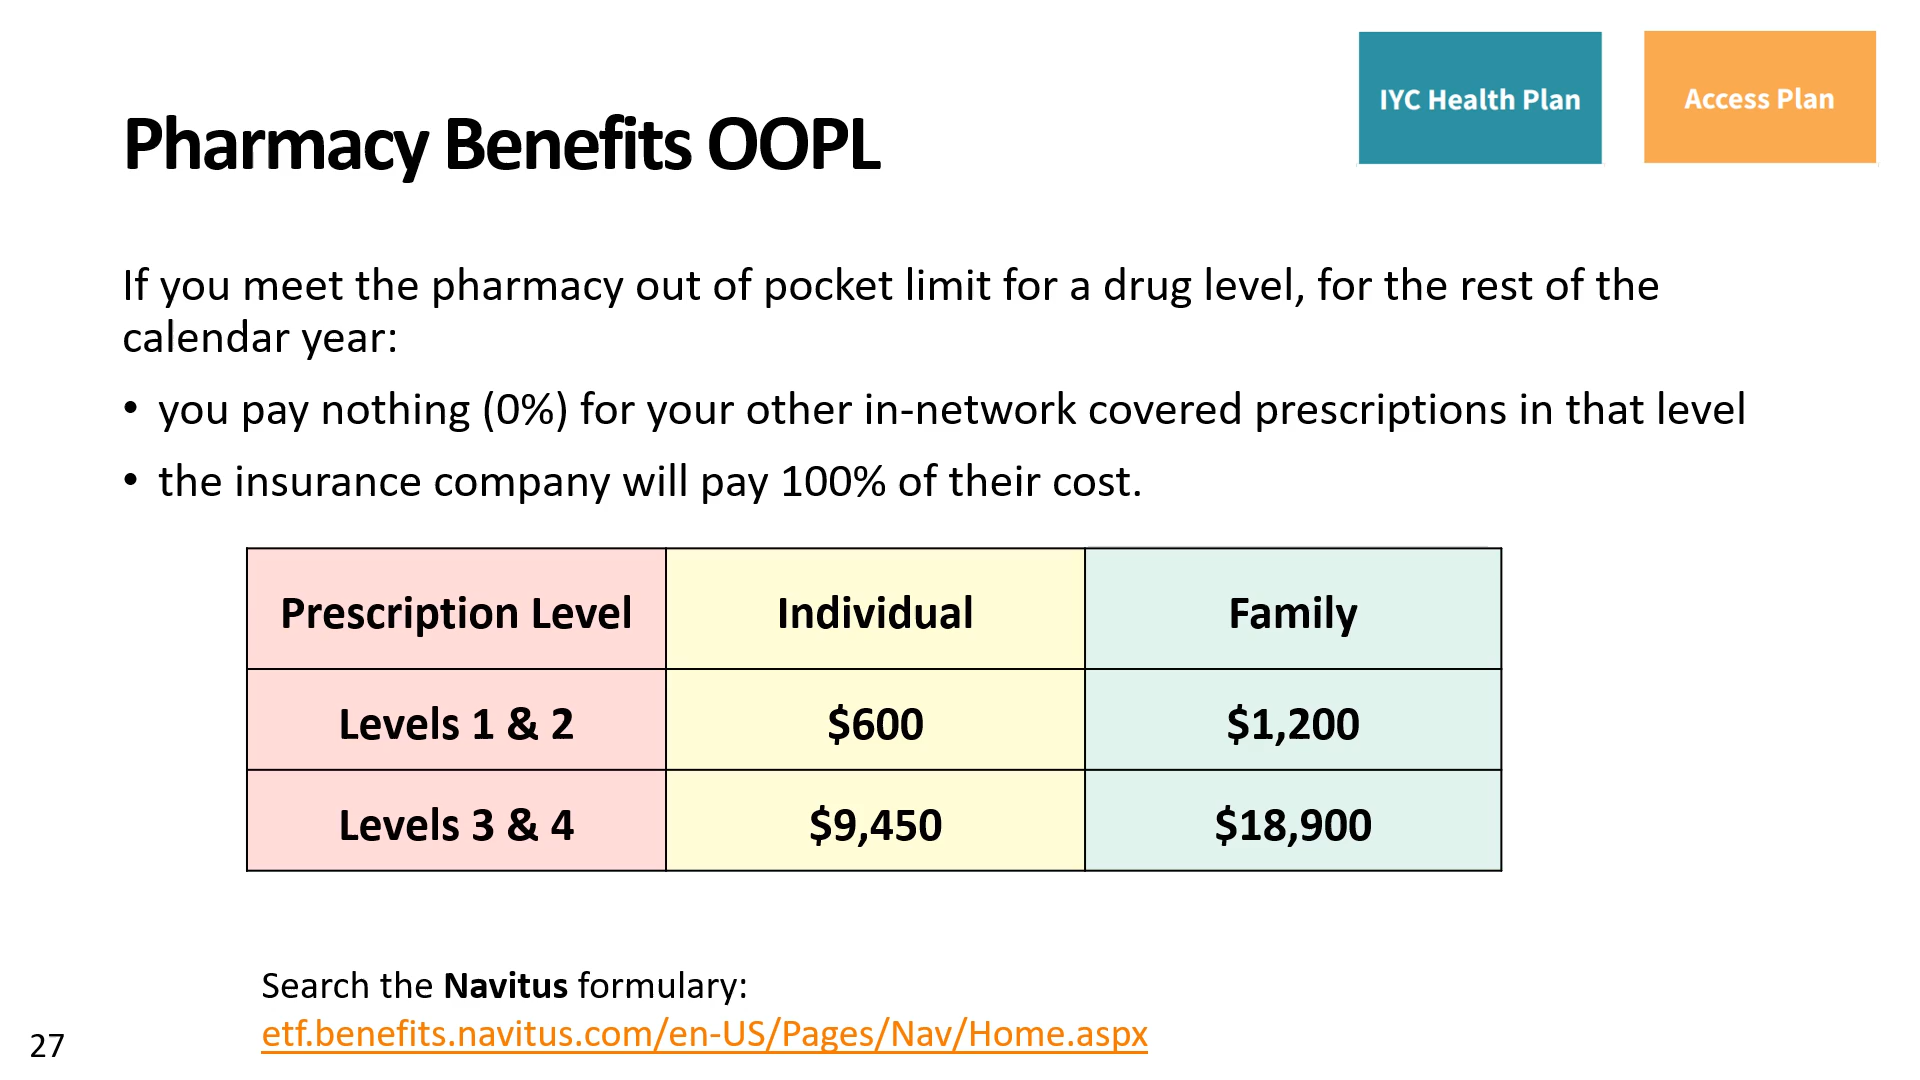 IYC Health Plan
Access Plan
Pharmacy Benefits OOPL
If you meet the pharmacy out of pocket limit for a drug level, for the rest of the
calendar year:
• you pay nothing (0%) for your other in-network covered prescriptions in that level
• the insurance company will pay 100% of their cost.
Prescription Level Individual Family
Levels 1 & 2 $600 $1,200
Levels 3 & 4 $9,450 $18,900
Search the Navitus formulary:
etf.benefits.navitus.com/en-US/Pages/Nav/Home.aspx
27